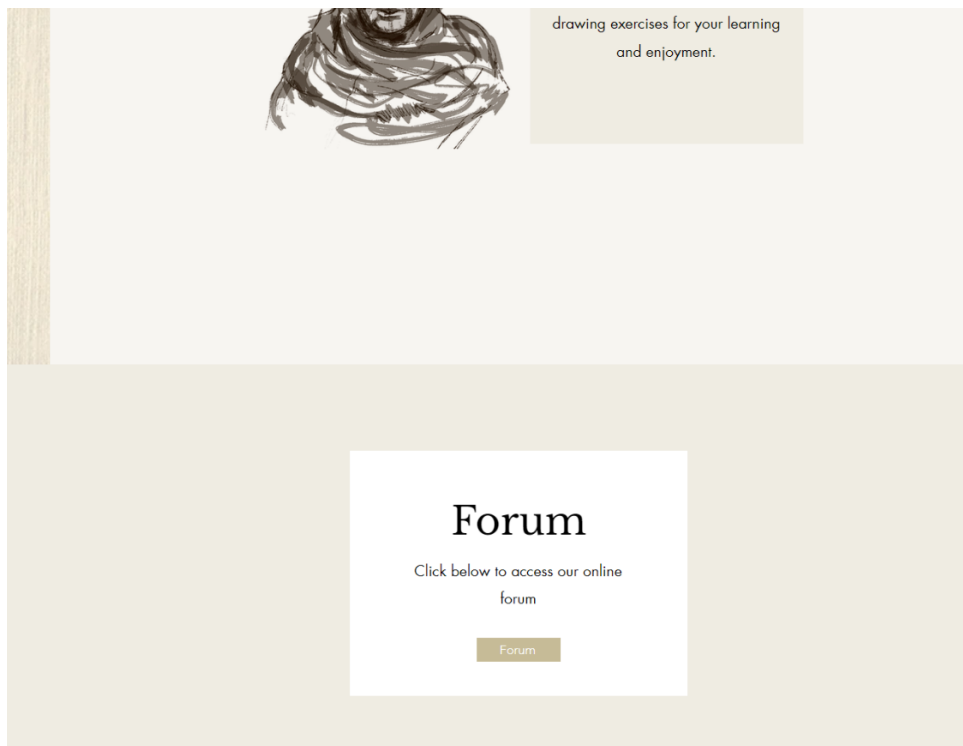 drawing exercises for your learning
and enjoyment.
Forum
Click below to access our online
forum
Forum